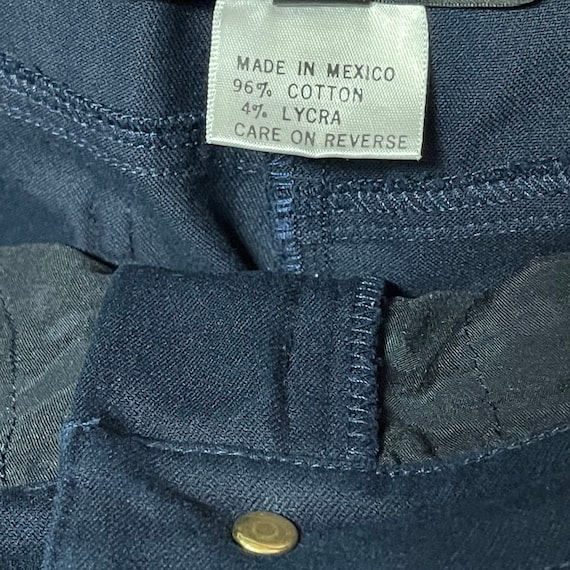 MADE IN MEXICO
96% COTTON
4% LYCRA
CARE ON REVERSE